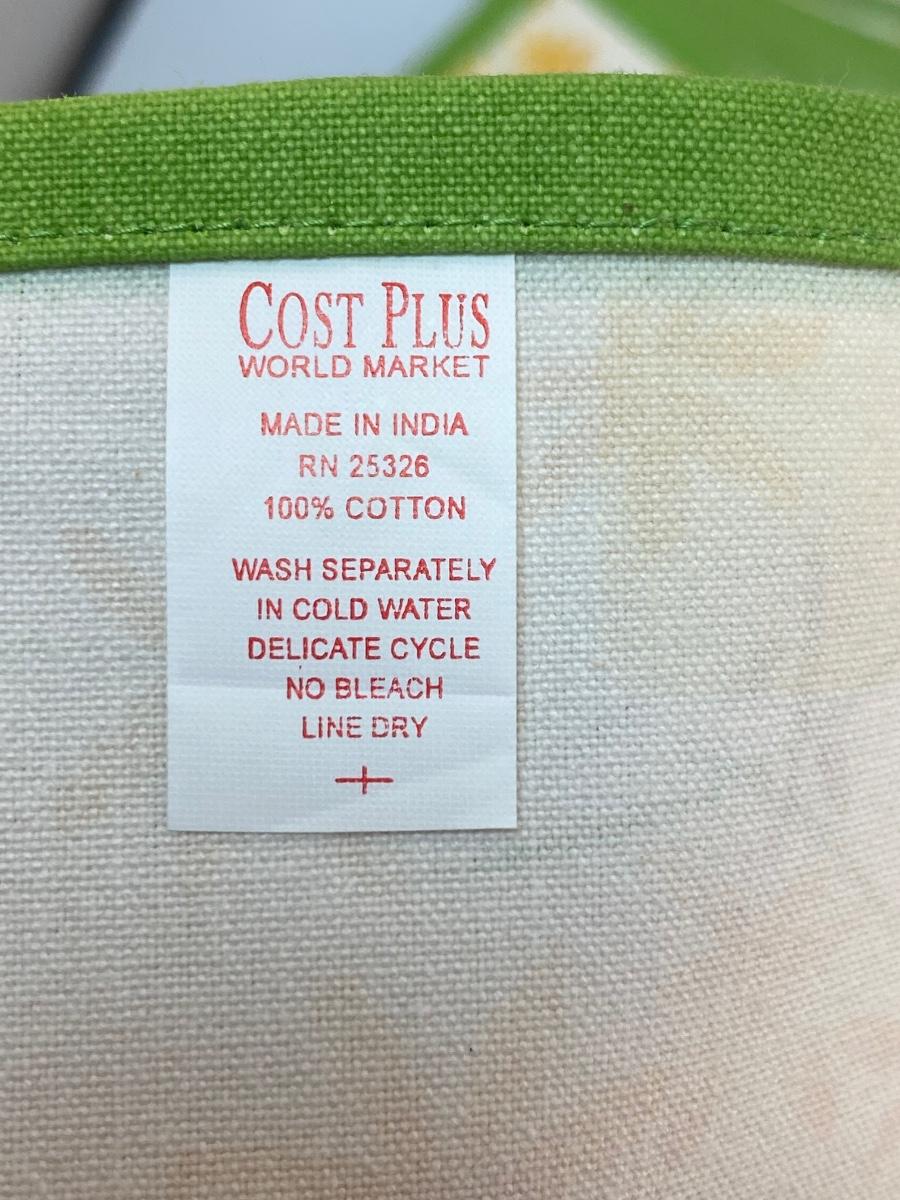 COST PLUS
WORLD MARKET
MADE IN INDIA
RN 25326
100% COTTON
WASH SEPARATELY
IN COLD WATER
DELICATE CYCLE
NO BLEACH
LINE DRY